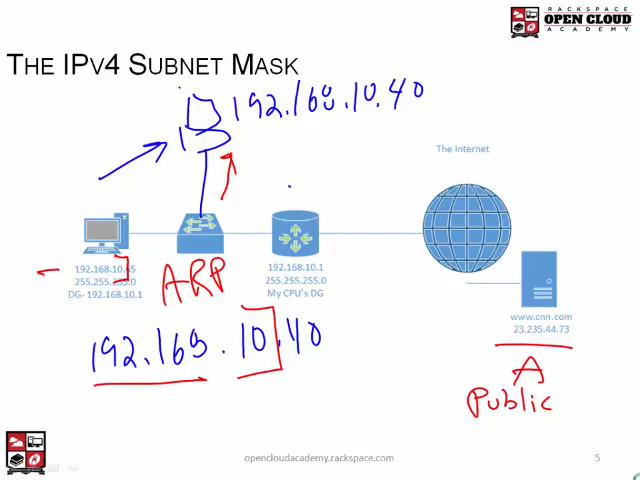 RACKSPACE
OPEN CLOUD
ACADEMY
THE IPV4 SUBNET MASK
192.168.10.40
The Internet
192.168.10.65
255.255.255.0
DG- 192.168.10.1
ARP
192.168.10.1
255.255.255.0
My CPU's DG
www.cnn.com
23.235.44.73
192.168.10.40
A
Public
opencloudacademy.rackspace.com
5